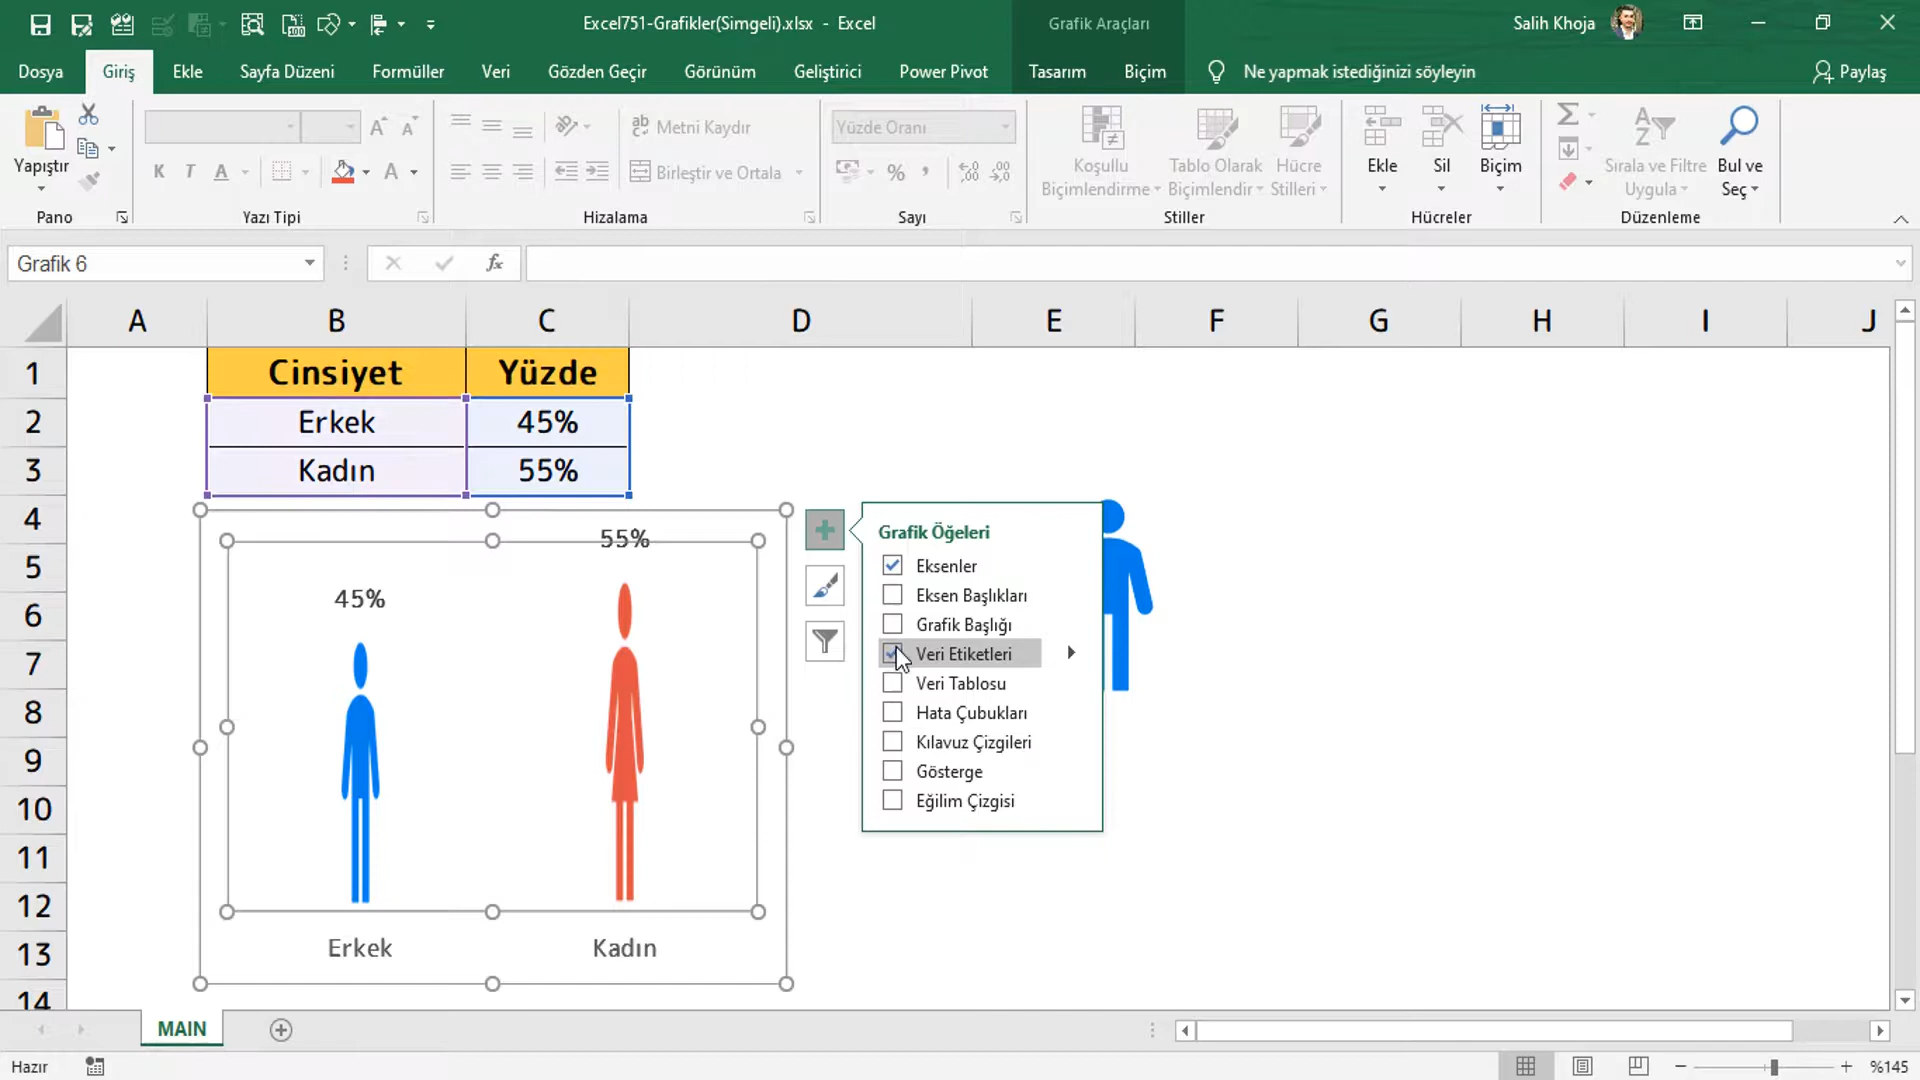 Excel751-Grafikler(Simgeli).xlsx - Excel
Grafik Araçları
Salih Khoja
Dosya Giriş Ekle Sayfa Düzeni Formüller Veri Gözden Geçir Görünüm Geliştirici Power Pivot Tasarım Biçim Ne yapmak istediğinizi söyleyin Paylaş
Yapıştır
Pano
K T A A
Yazı Tipi
Metni Kaydır
Birleştir ve Ortala
Hizalama
Yüzde Oranı
%
Sayı
Koşullu Biçimlendirme
Tablo Olarak Biçimlendir
Hücre Stilleri
Stiller
Ekle
Sil
Biçim
Hücreler
Sırala ve Filtre Uygula
Bul ve Seç
Düzenleme
Grafik 6
fx
A B C D E F G H I J
1 Cinsiyet Yüzde
2 Erkek 45%
3 Kadın 55%
4
5
6
7
8
9
10
11
12
13
14
55%
45%
Erkek Kadın
Grafik Öğeleri
Eksenler
Eksen Başlıkları
Grafik Başlığı
Veri Etiketleri
Veri Tablosu
Hata Çubukları
Kılavuz Çizgileri
Gösterge
Eğilim Çizgisi
MAIN
Hazır
%145